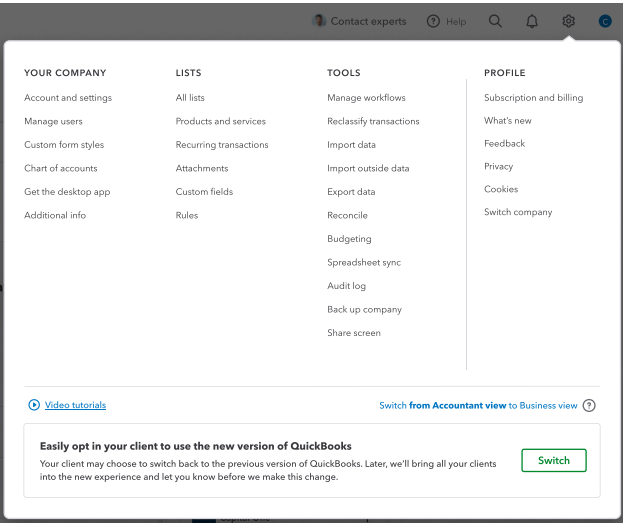 Contact experts
Help
C
YOUR COMPANY
Account and settings
Manage users
Custom form styles
Chart of accounts
Get the desktop app
Additional info
LISTS
All lists
Products and services
Recurring transactions
Attachments
Custom fields
Rules
TOOLS
Manage workflows
Reclassify transactions
Import data
Import outside data
Export data
Reconcile
Budgeting
Spreadsheet sync
Audit log
Back up company
Share screen
PROFILE
Subscription and billing
What's new
Feedback
Privacy
Cookies
Switch company
Video tutorials
Switch from Accountant view to Business view
Easily opt in your client to use the new version of QuickBooks
Your client may choose to switch back to the previous version of QuickBooks. Later, we'll bring all your clients
into the new experience and let you know before we make this change.
Switch